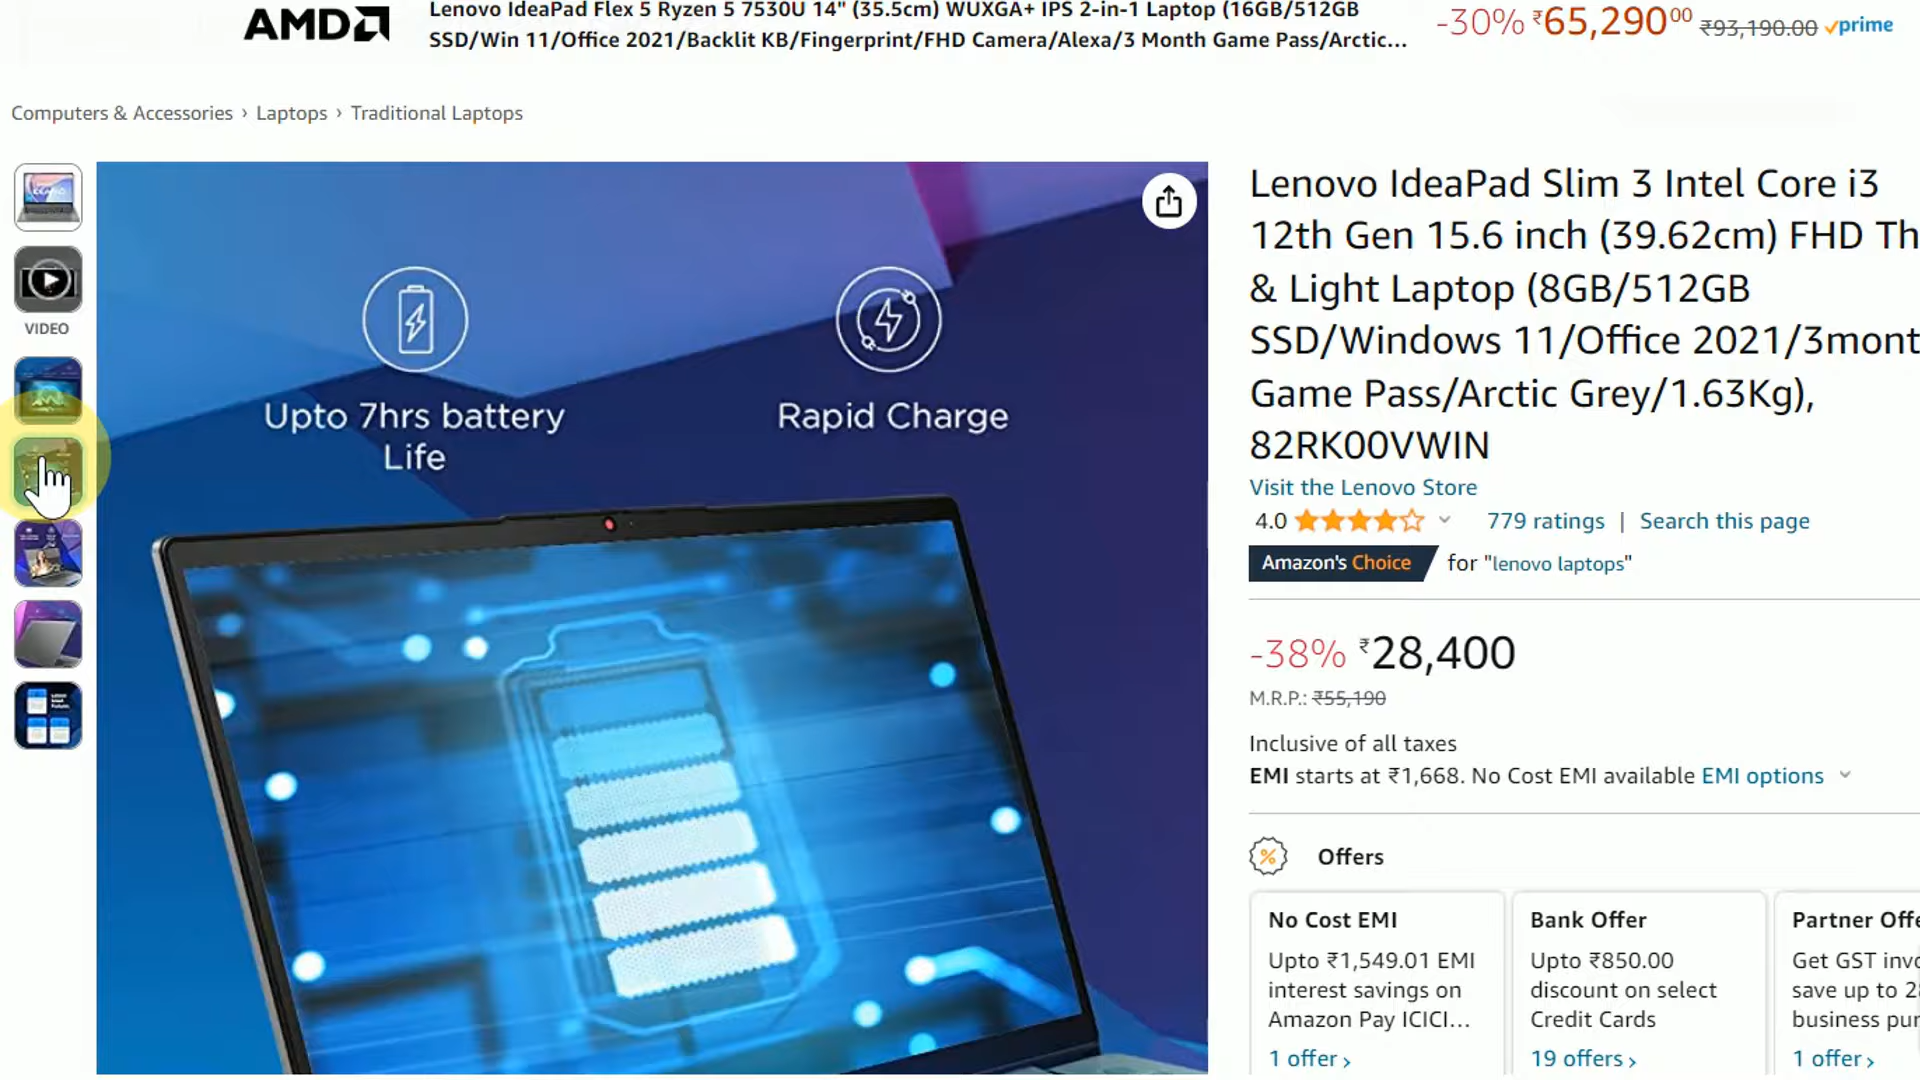 AMD
Lenovo IdeaPad Flex 5 Ryzen 5 7530U 14" (35.5cm) WUXGA+ IPS 2-in-1 Laptop (16GB/512GB
SSD/Win 11/Office 2021/Backlit KB/Fingerprint/FHD Camera/Alexa/3 Month Game Pass/Arctic...
-30% ₹65,290⁰⁰ ₹93,190.00 prime
Computers & Accessories › Laptops › Traditional Laptops
VIDEO
Upto 7hrs battery
Life
Rapid Charge
Lenovo IdeaPad Slim 3 Intel Core i3
12th Gen 15.6 inch (39.62cm) FHD Th
& Light Laptop (8GB/512GB
SSD/Windows 11/Office 2021/3mont
Game Pass/Arctic Grey/1.63Kg),
82RK00VWIN
Visit the Lenovo Store
4.0 779 ratings | Search this page
Amazon's Choice for "lenovo laptops"
-38% ₹28,400
M.R.P.: ₹55,190
Inclusive of all taxes
EMI starts at ₹1,668. No Cost EMI available EMI options
Offers
No Cost EMI
Upto ₹1,549.01 EMI
interest savings on
Amazon Pay ICICI...
1 offer ›
Bank Offer
Upto ₹850.00
discount on select
Credit Cards
19 offers ›
Partner Offe
Get GST invo
save up to 2
business pur
1 offer ›